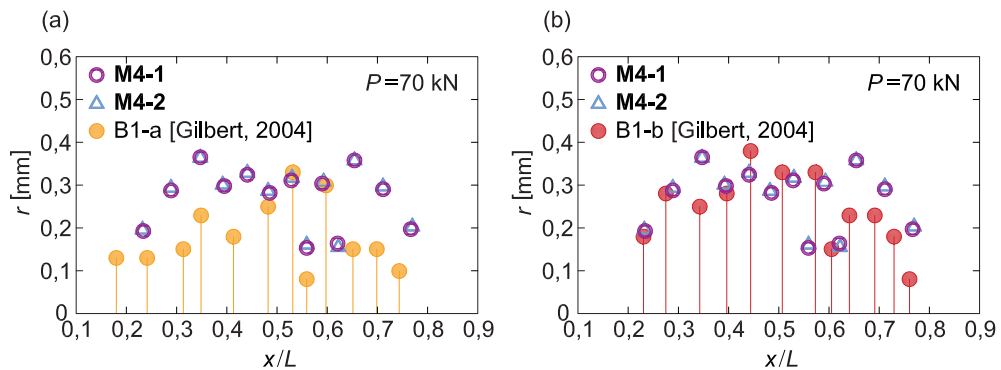 (a)
0,6
0,5
0,4
0,3
0,2
0,1
0
r [mm]
M4-1
M4-2
B1-a [Gilbert, 2004]
P=70 kN
0,1 0,2 0,3 0,4 0,5 0,6 0,7 0,8 0,9
x/L
(b)
0,6
0,5
0,4
0,3
0,2
0,1
0
r [mm]
M4-1
M4-2
B1-b [Gilbert, 2004]
P=70 kN
0,1 0,2 0,3 0,4 0,5 0,6 0,7 0,8 0,9
x/L